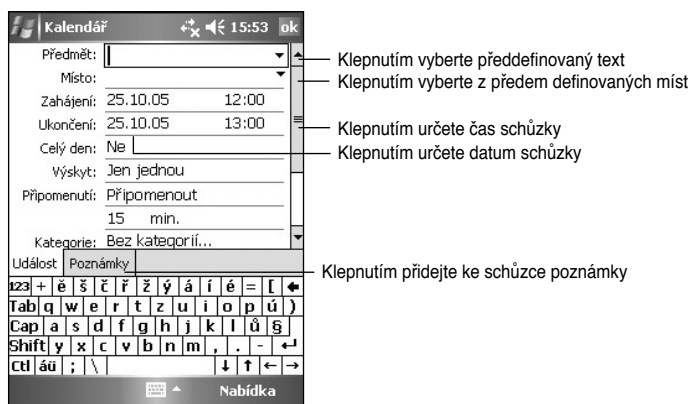 Kalendář 15:53 ok
Předmět:
Místo:
Zahájení: 25.10.05 12:00
Ukončení: 25.10.05 13:00
Celý den: Ne
Výskyt: Jen jednou
Připomenutí: Připomenout
15 min.
Kategorie: Bez kategorií...
Událost Poznámky
123 + ě š č ř ž ý á í é = [
Tab q w e r t z u i o p ú )
Cap a s d f g h j k l ů §
Shift y x c v b n m , . -
Ctl áü ; \ ↓ ↑ ← →
Nabídka
Klepnutím vyberte předdefinovaný text
Klepnutím vyberte z předem definovaných míst
Klepnutím určete čas schůzky
Klepnutím určete datum schůzky
Klepnutím přidejte ke schůzce poznámky